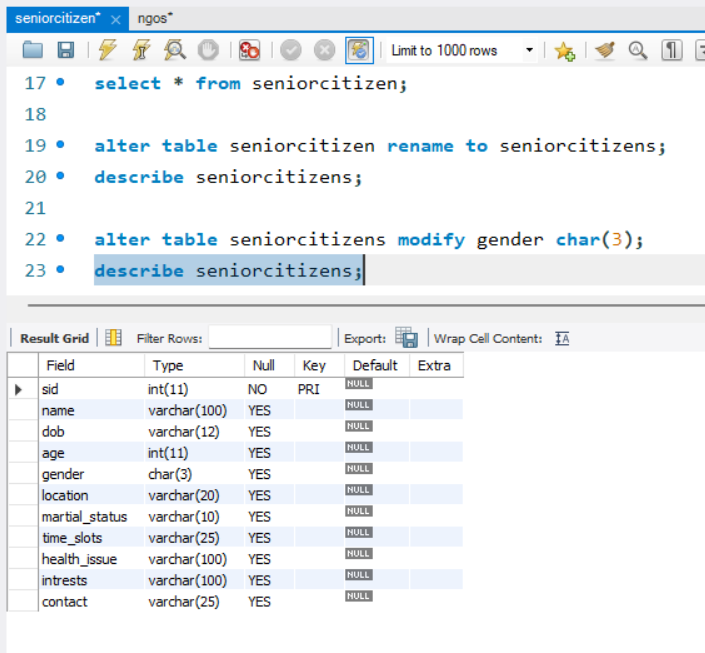 seniorcitizen* × ngos*
Limit to 1000 rows
17 select * from seniorcitizen;
18
19 alter table seniorcitizen rename to seniorcitizens;
20 describe seniorcitizens;
21
22 alter table seniorcitizens modify gender char(3);
23 describe seniorcitizens;
Result Grid Filter Rows: Export: Wrap Cell Content: IA
Field Type Null Key Default Extra
sid int(11) NO PRI NULL
name varchar(100) YES NULL
dob varchar(12) YES NULL
age int(11) YES NULL
gender char(3) YES NULL
location varchar(20) YES NULL
martial_status varchar(10) YES NULL
time_slots varchar(25) YES NULL
health_issue varchar(100) YES NULL
intrests varchar(100) YES NULL
contact varchar(25) YES NULL